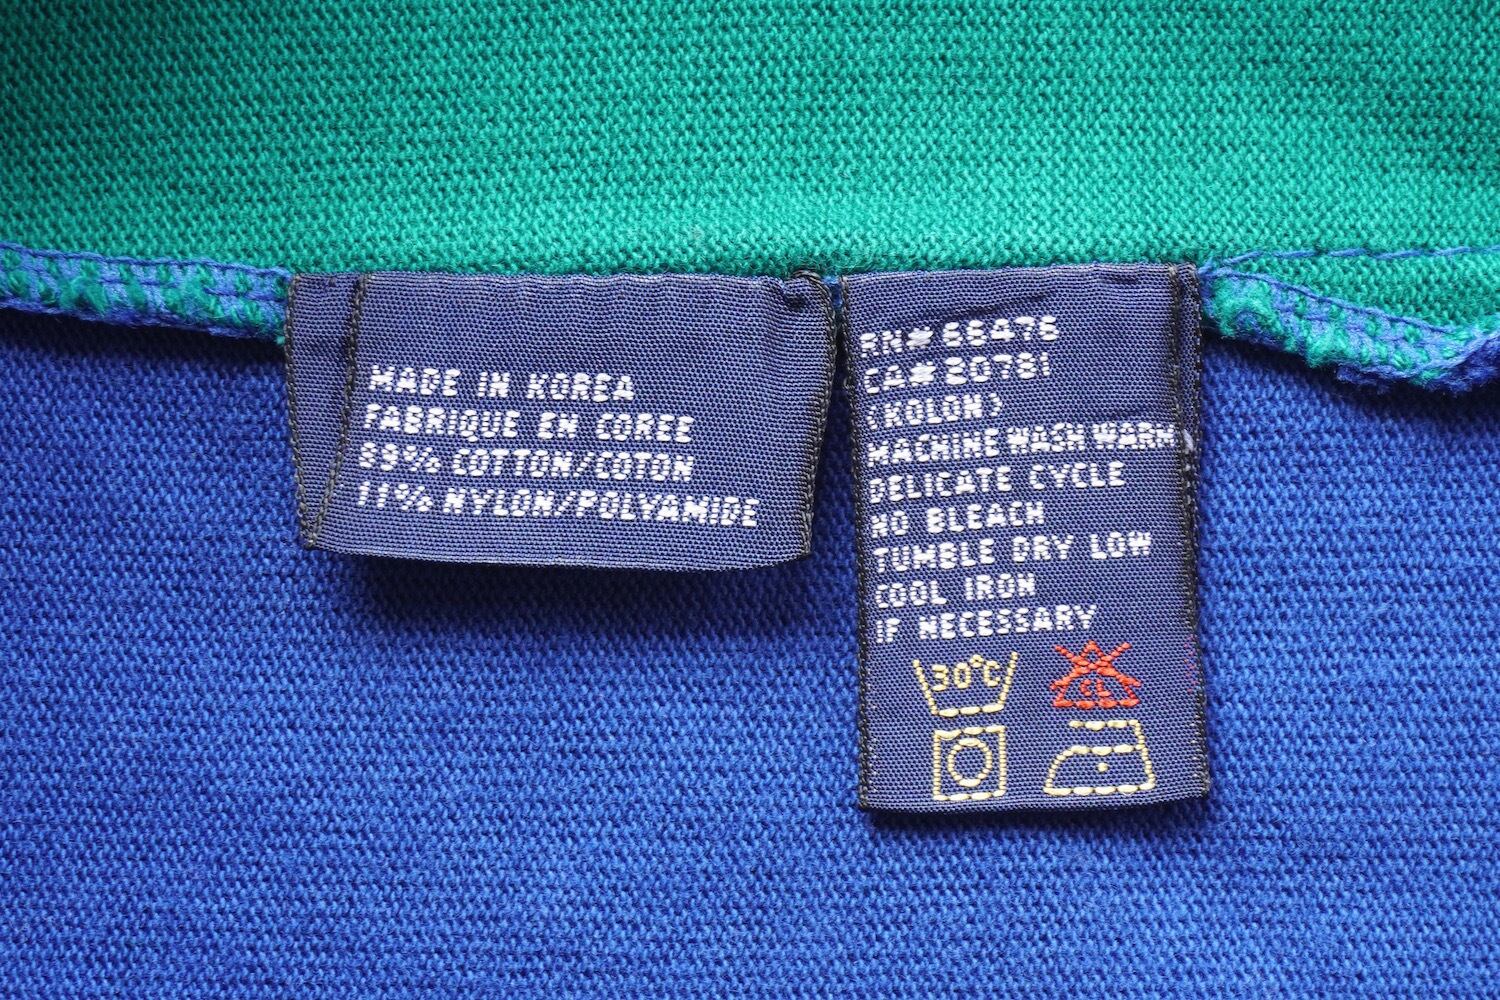 MADE IN KOREA
FABRIQUE EN COREE
89% COTTON/COTON
11% NYLON/POLYAMIDE
RN# 66476
CA# 20781
(KOLON)
MACHINE WASH WARM
DELICATE CYCLE
NO BLEACH
TUMBLE DRY LOW
COOL IRON
IF NECESSARY
30°C
CL